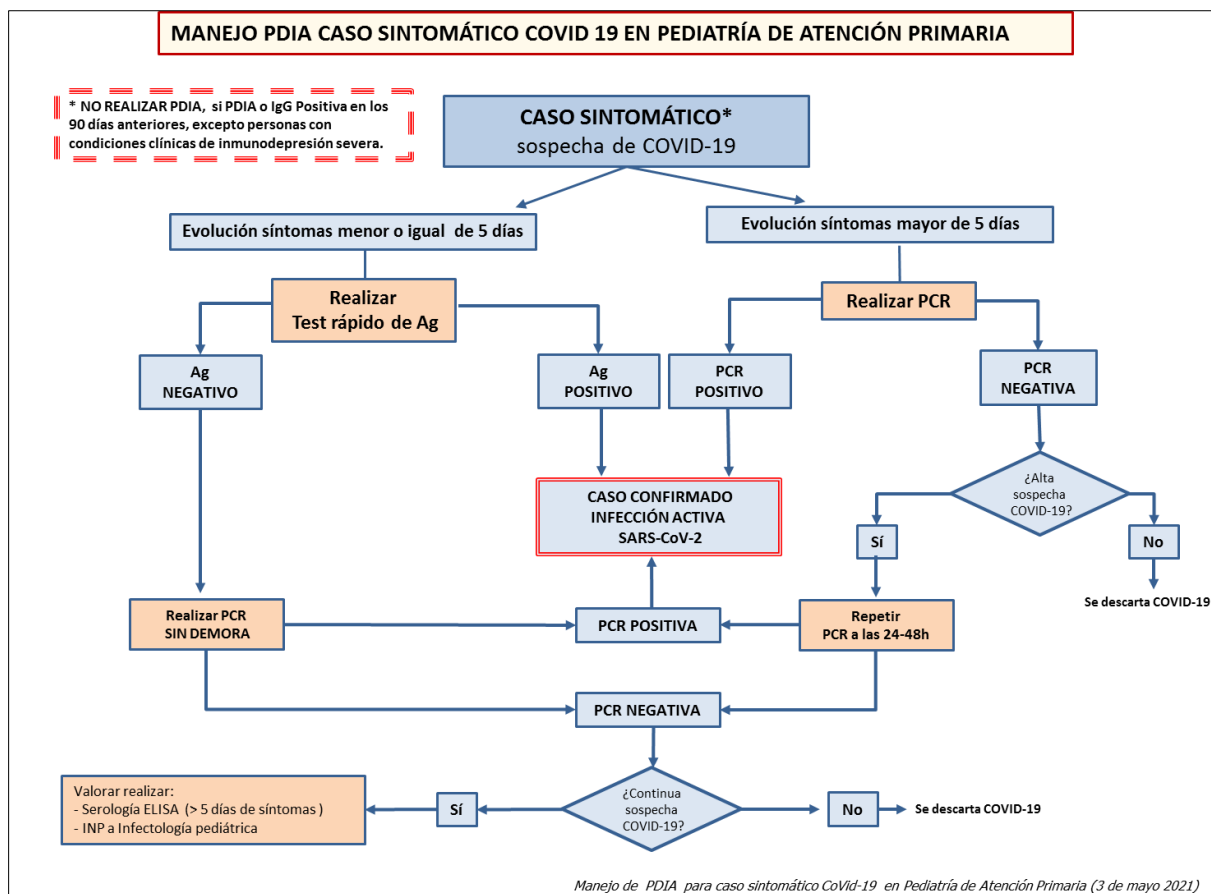 MANEJO PDIA CASO SINTOMÁTICO COVID 19 EN PEDIATRÍA DE ATENCIÓN PRIMARIA
* NO REALIZAR PDIA, si PDIA o IgG Positiva en los
90 días anteriores, excepto personas con
condiciones clínicas de inmunodepresión severa.
CASO SINTOMÁTICO*
sospecha de COVID-19
Evolución síntomas menor o igual de 5 días
Evolución síntomas mayor de 5 días
Realizar
Test rápido de Ag
Realizar PCR
Ag
NEGATIVO
Ag
POSITIVO
PCR
POSITIVO
PCR
NEGATIVA
CASO CONFIRMADO
INFECCIÓN ACTIVA
SARS-CoV-2
¿Alta
sospecha
COVID-19?
Sí
No
Se descarta COVID-19
Realizar PCR
SIN DEMORA
PCR POSITIVA
Repetir
PCR a las 24-48h
PCR NEGATIVA
Valorar realizar:
- Serología ELISA (> 5 días de síntomas )
- INP a Infectología pediátrica
Sí
¿Continua
sospecha
COVID-19?
No
Se descarta COVID-19
Manejo de PDIA para caso sintomático CoVid-19 en Pediatría de Atención Primaria (3 de mayo 2021)